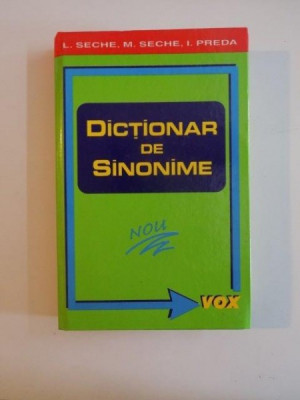 L. SECHE, M. SECHE, I. PREDA
DICȚIONAR
DE
SINONIME
NOU
VOX